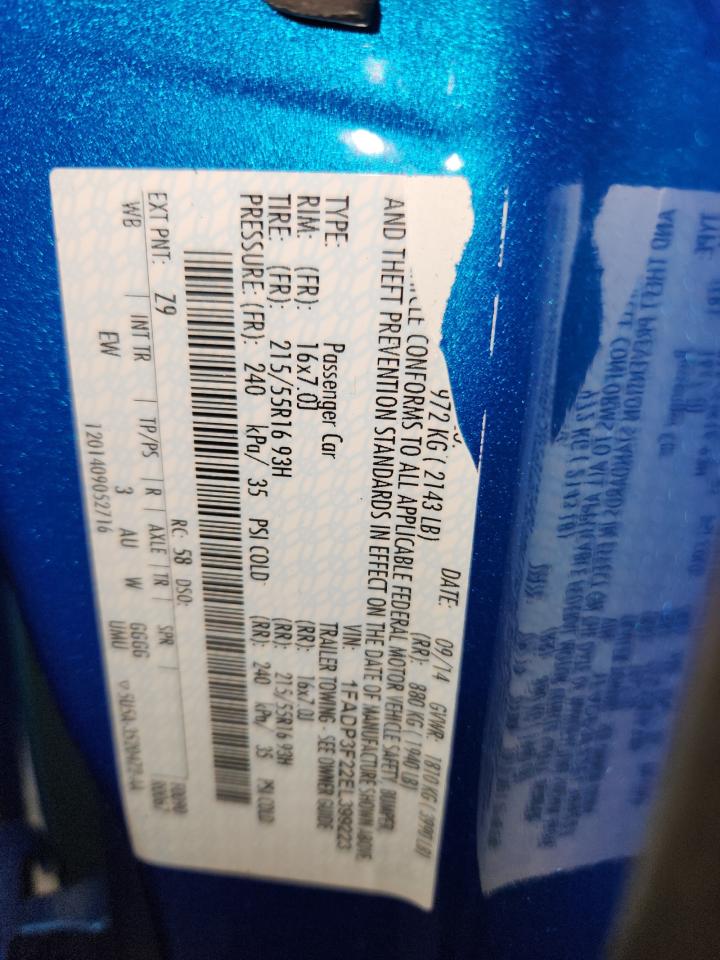 DATE: 09/14 GVWR: 1810 KG ( 3990 LB)
972 KG ( 2143 LB) (RR): 880 KG ( 1940 LB)
CONFORMS TO ALL APPLICABLE FEDERAL MOTOR VEHICLE SAFETY, BUMPER,
AND THEFT PREVENTION STANDARDS IN EFFECT ON THE DATE OF MANUFACTURE SHOWN ABOVE.
VIN: 1FADP3F22EL399223
TYPE: Passenger Car TRAILER TOWING - SEE OWNER GUIDE
RIM: (FR): 16x7.0J (RR): 16x7.0J
TIRE: (FR): 215/55R16 93H (RR): 215/55R16 93H
PRESSURE: (FR): 240 kPa/ 35 PSI COLD (RR): 240 kPa/ 35 PSI COLD
RC: 58 DSO:
EXT PNT: Z9
WB | INT TR | TP/PS | R | AXLE | TR | SPR
EW 3 AU W GGGG
UMU
1201409052716